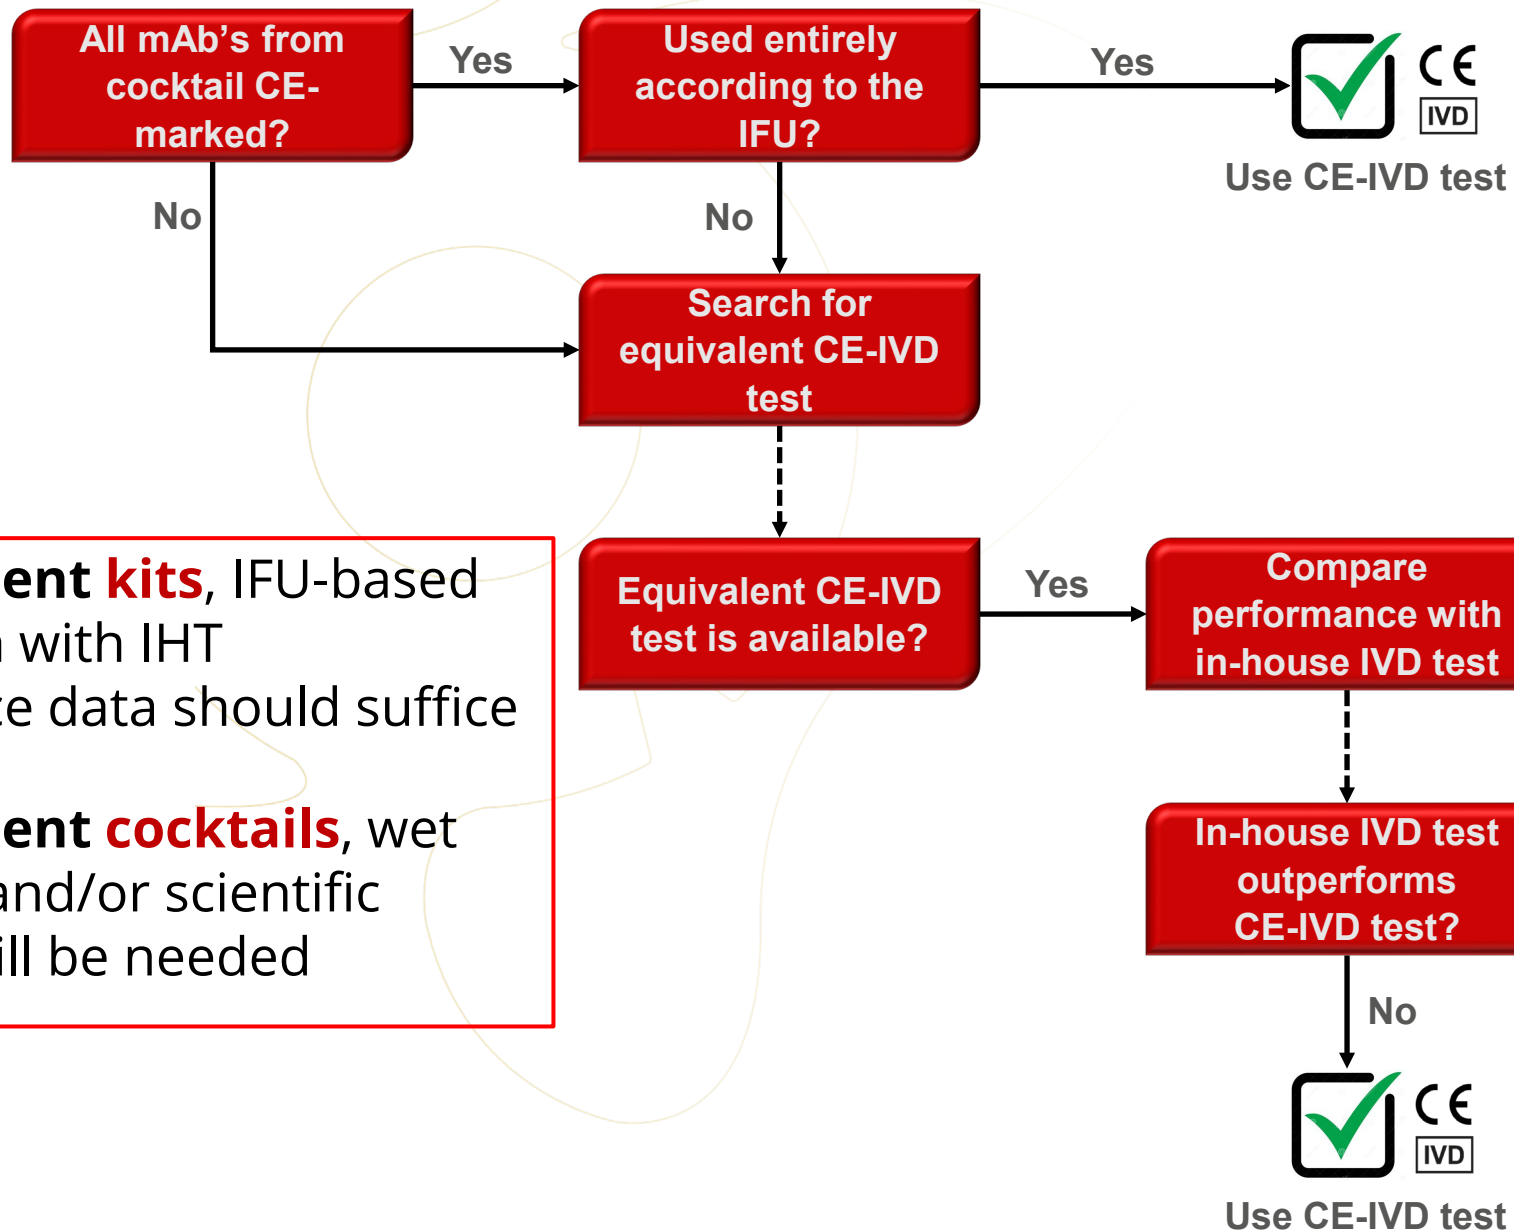 All mAb's from
cocktail CE-
marked?
Yes
Used entirely
according to the
IFU?
Yes
CE
IVD
Use CE-IVD test
No
No
Search for
equivalent CE-IVD
test
Equivalent CE-IVD
test is available?
Yes
Compare
performance with
in-house IVD test
ent kits, IFU-based
with IHT
ce data should suffice
ent cocktails, wet
and/or scientific
ill be needed
In-house IVD test
outperforms
CE-IVD test?
No
CE
IVD
Use CE-IVD test